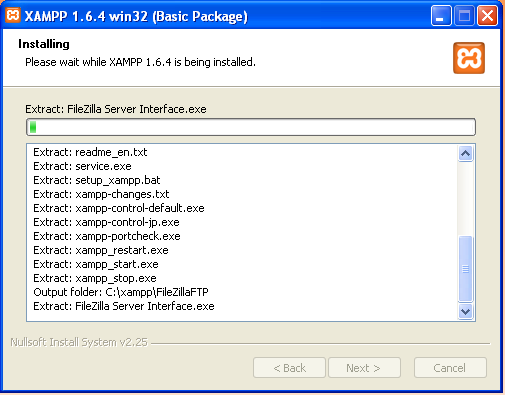 XAMPP 1.6.4 win32 (Basic Package)
Installing
Please wait while XAMPP 1.6.4 is being installed.
Extract: FileZilla Server Interface.exe
Extract: readme_en.txt
Extract: service.exe
Extract: setup_xampp.bat
Extract: xampp-changes.txt
Extract: xampp-control-default.exe
Extract: xampp-control-jp.exe
Extract: xampp-portcheck.exe
Extract: xampp_restart.exe
Extract: xampp_start.exe
Extract: xampp_stop.exe
Output folder: C:\xampp\FileZillaFTP
Extract: FileZilla Server Interface.exe
Nullsoft Install System v2.25
< Back Next > Cancel